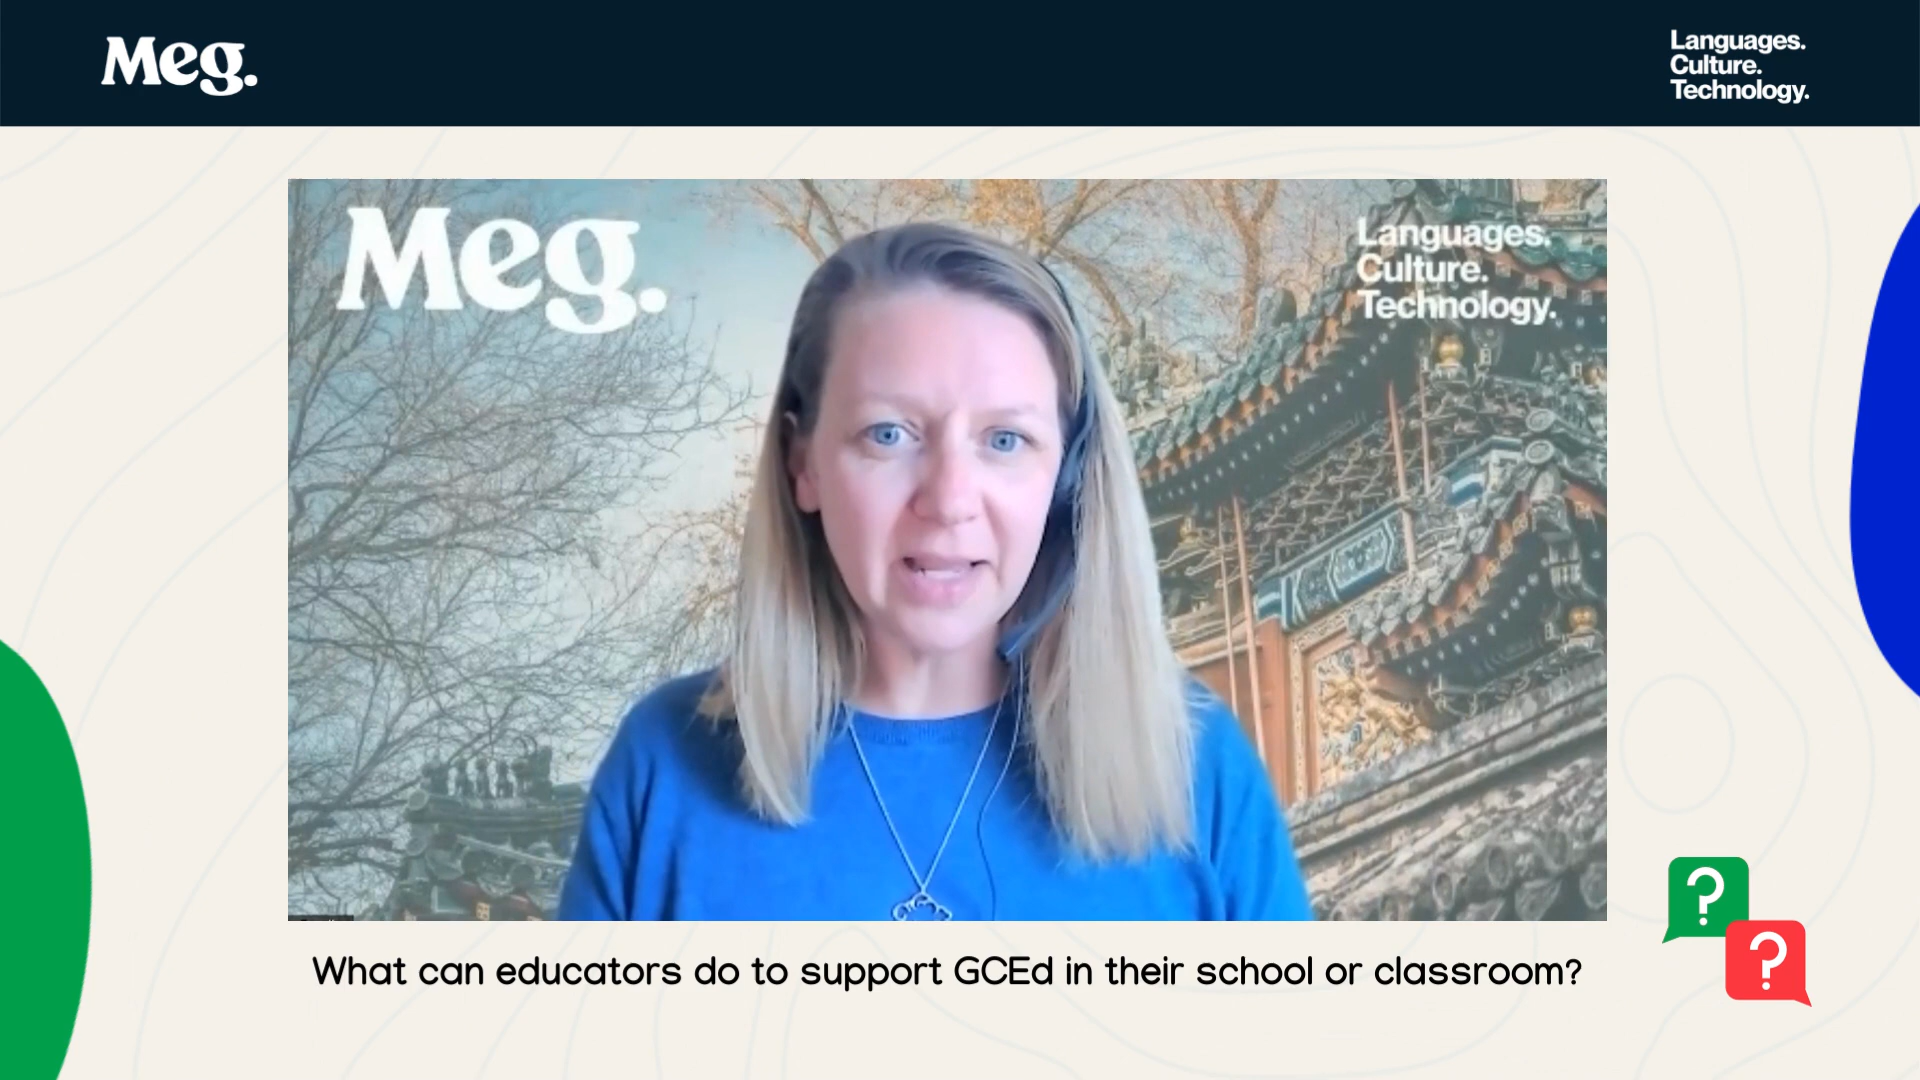 Meg.
Languages.
Culture.
Technology.
Meg.
Languages.
Culture.
Technology.
What can educators do to support GCEd in their school or classroom?
?
?